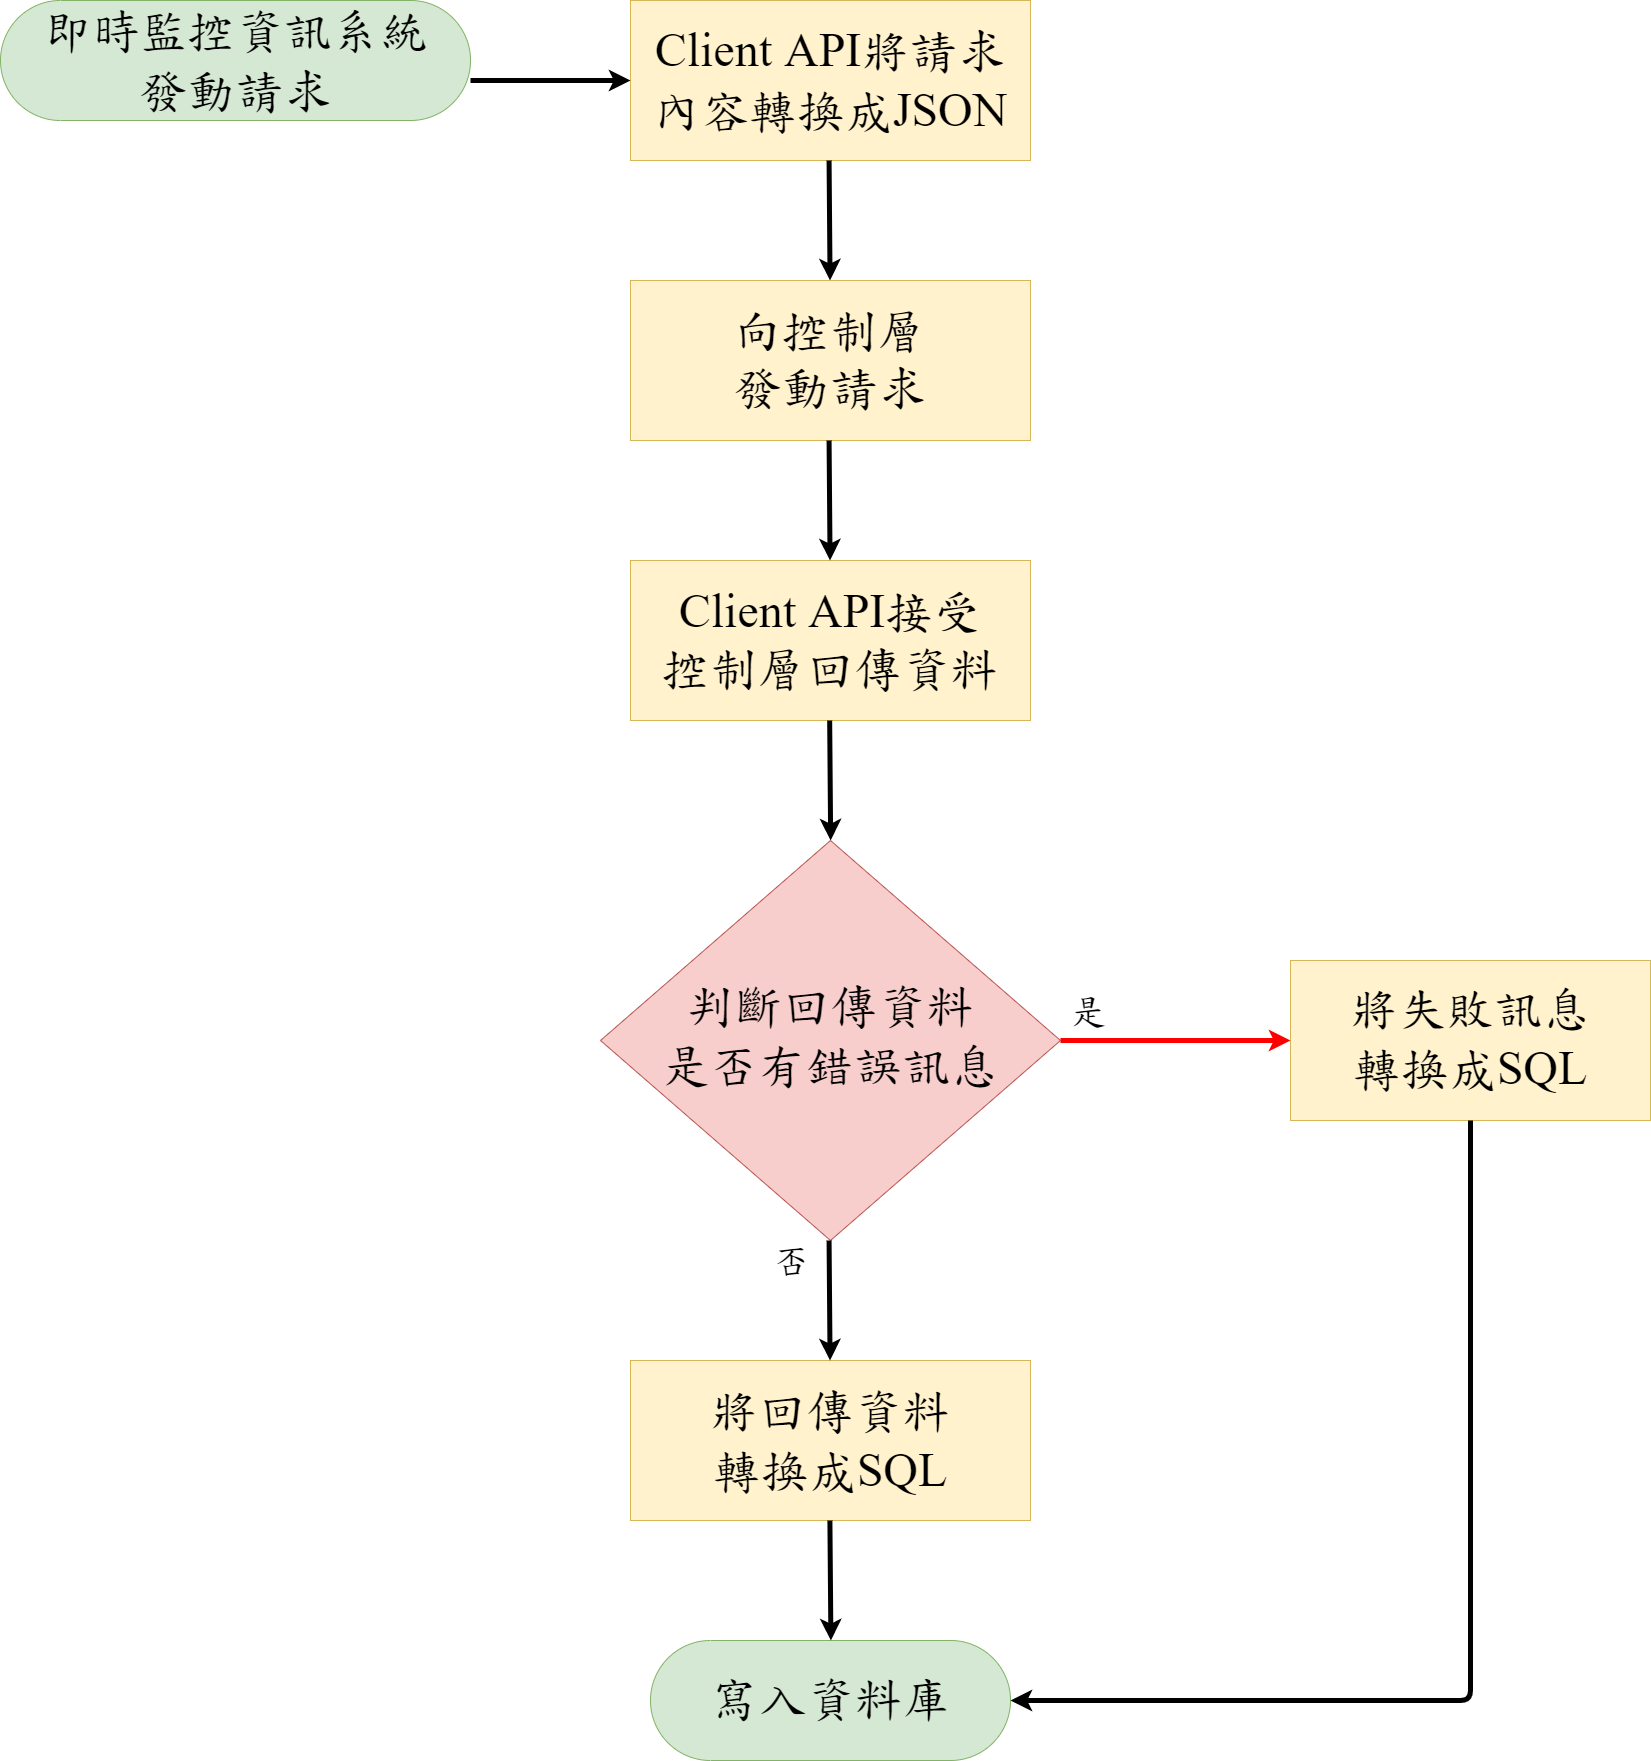 即時監控資訊系統
發動請求
Client API將請求
內容轉換成JSON
向控制層
發動請求
Client API接受
控制層回傳資料
判斷回傳資料
是否有錯誤訊息
是
將失敗訊息
轉換成SQL
否
將回傳資料
轉換成SQL
寫入資料庫